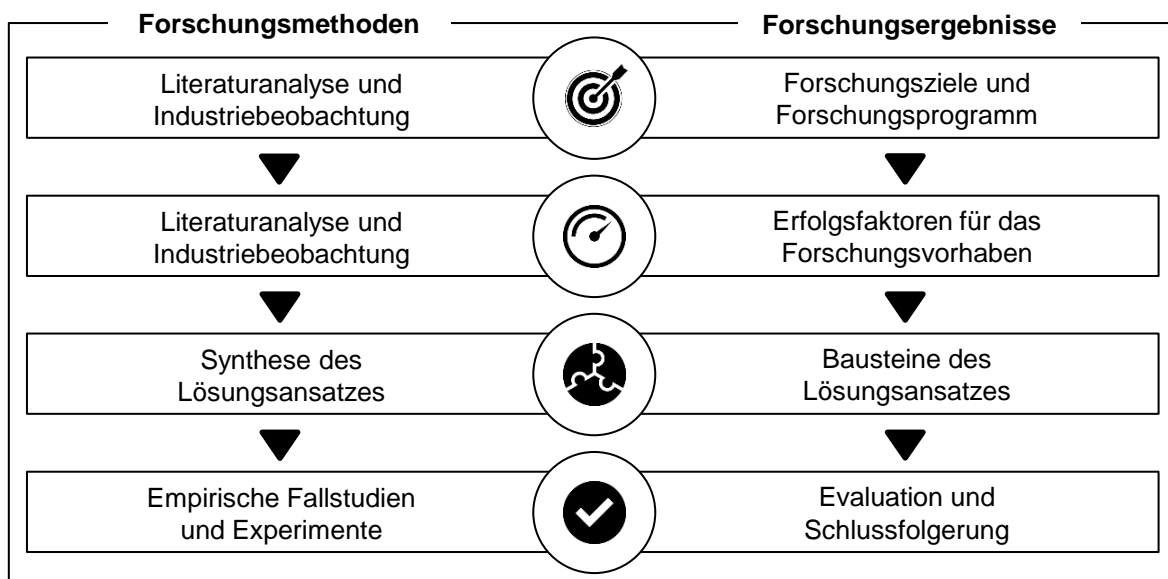 Forschungsmethoden
Forschungsergebnisse
Literaturanalyse und
Industriebeobachtung
Forschungsziele und
Forschungsprogramm
Literaturanalyse und
Industriebeobachtung
Erfolgsfaktoren für das
Forschungsvorhaben
Synthese des
Lösungsansatzes
Bausteine des
Lösungsansatzes
Empirische Fallstudien
und Experimente
Evaluation und
Schlussfolgerung